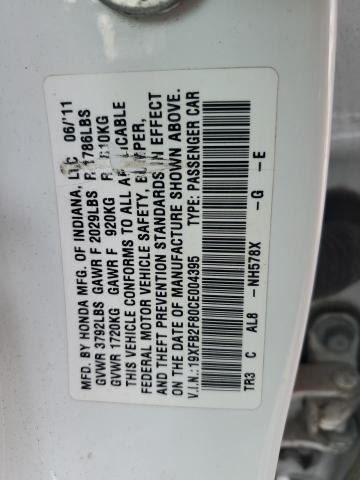 MFD. BY HONDA MFG. OF INDIANA, LLC 06/'11
GVWR 3792LBS GAWR F 2029LBS R 1786LBS
GVWR 1720KG GAWR F 920KG R 810KG
THIS VEHICLE CONFORMS TO ALL APPLICABLE
FEDERAL MOTOR VEHICLE SAFETY, BUMPER,
AND THEFT PREVENTION STANDARDS IN EFFECT
ON THE DATE OF MANUFACTURE SHOWN ABOVE.
V.I.N.:19XFB2F80CE004395 TYPE: PASSENGER CAR
TR3 C AL8 -NH578X -G -E